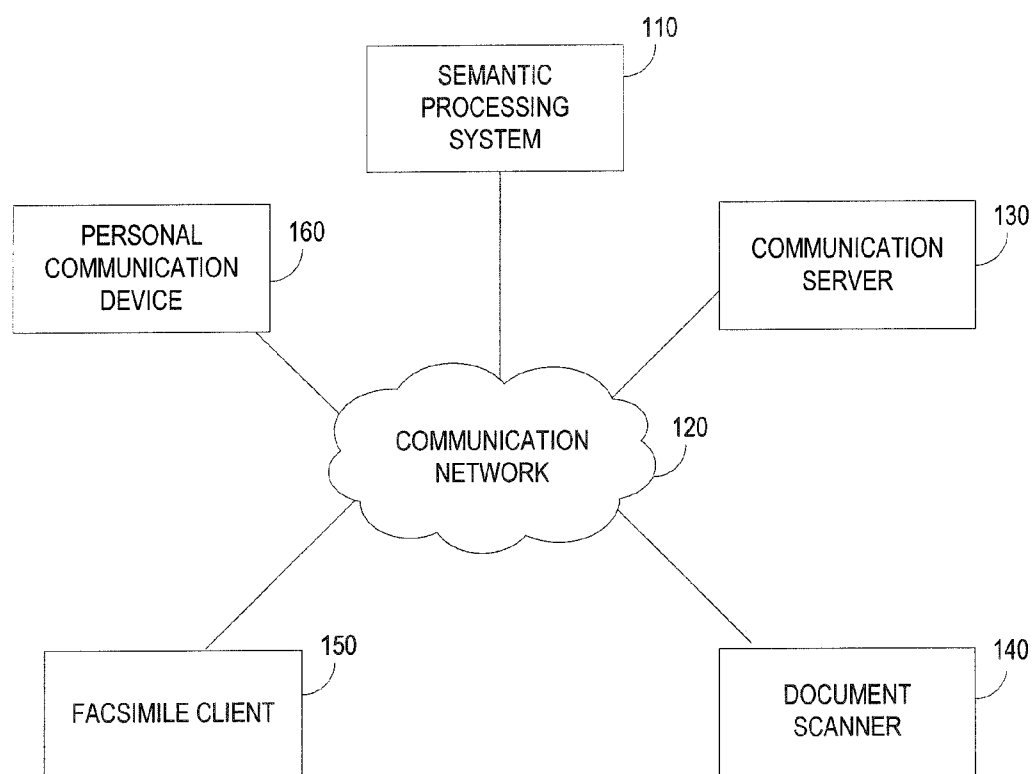 110
SEMANTIC
PROCESSING
SYSTEM
PERSONAL
COMMUNICATION
DEVICE
160
COMMUNICATION
SERVER
130
COMMUNICATION
NETWORK
120
FACSIMILE CLIENT
150
DOCUMENT
SCANNER
140